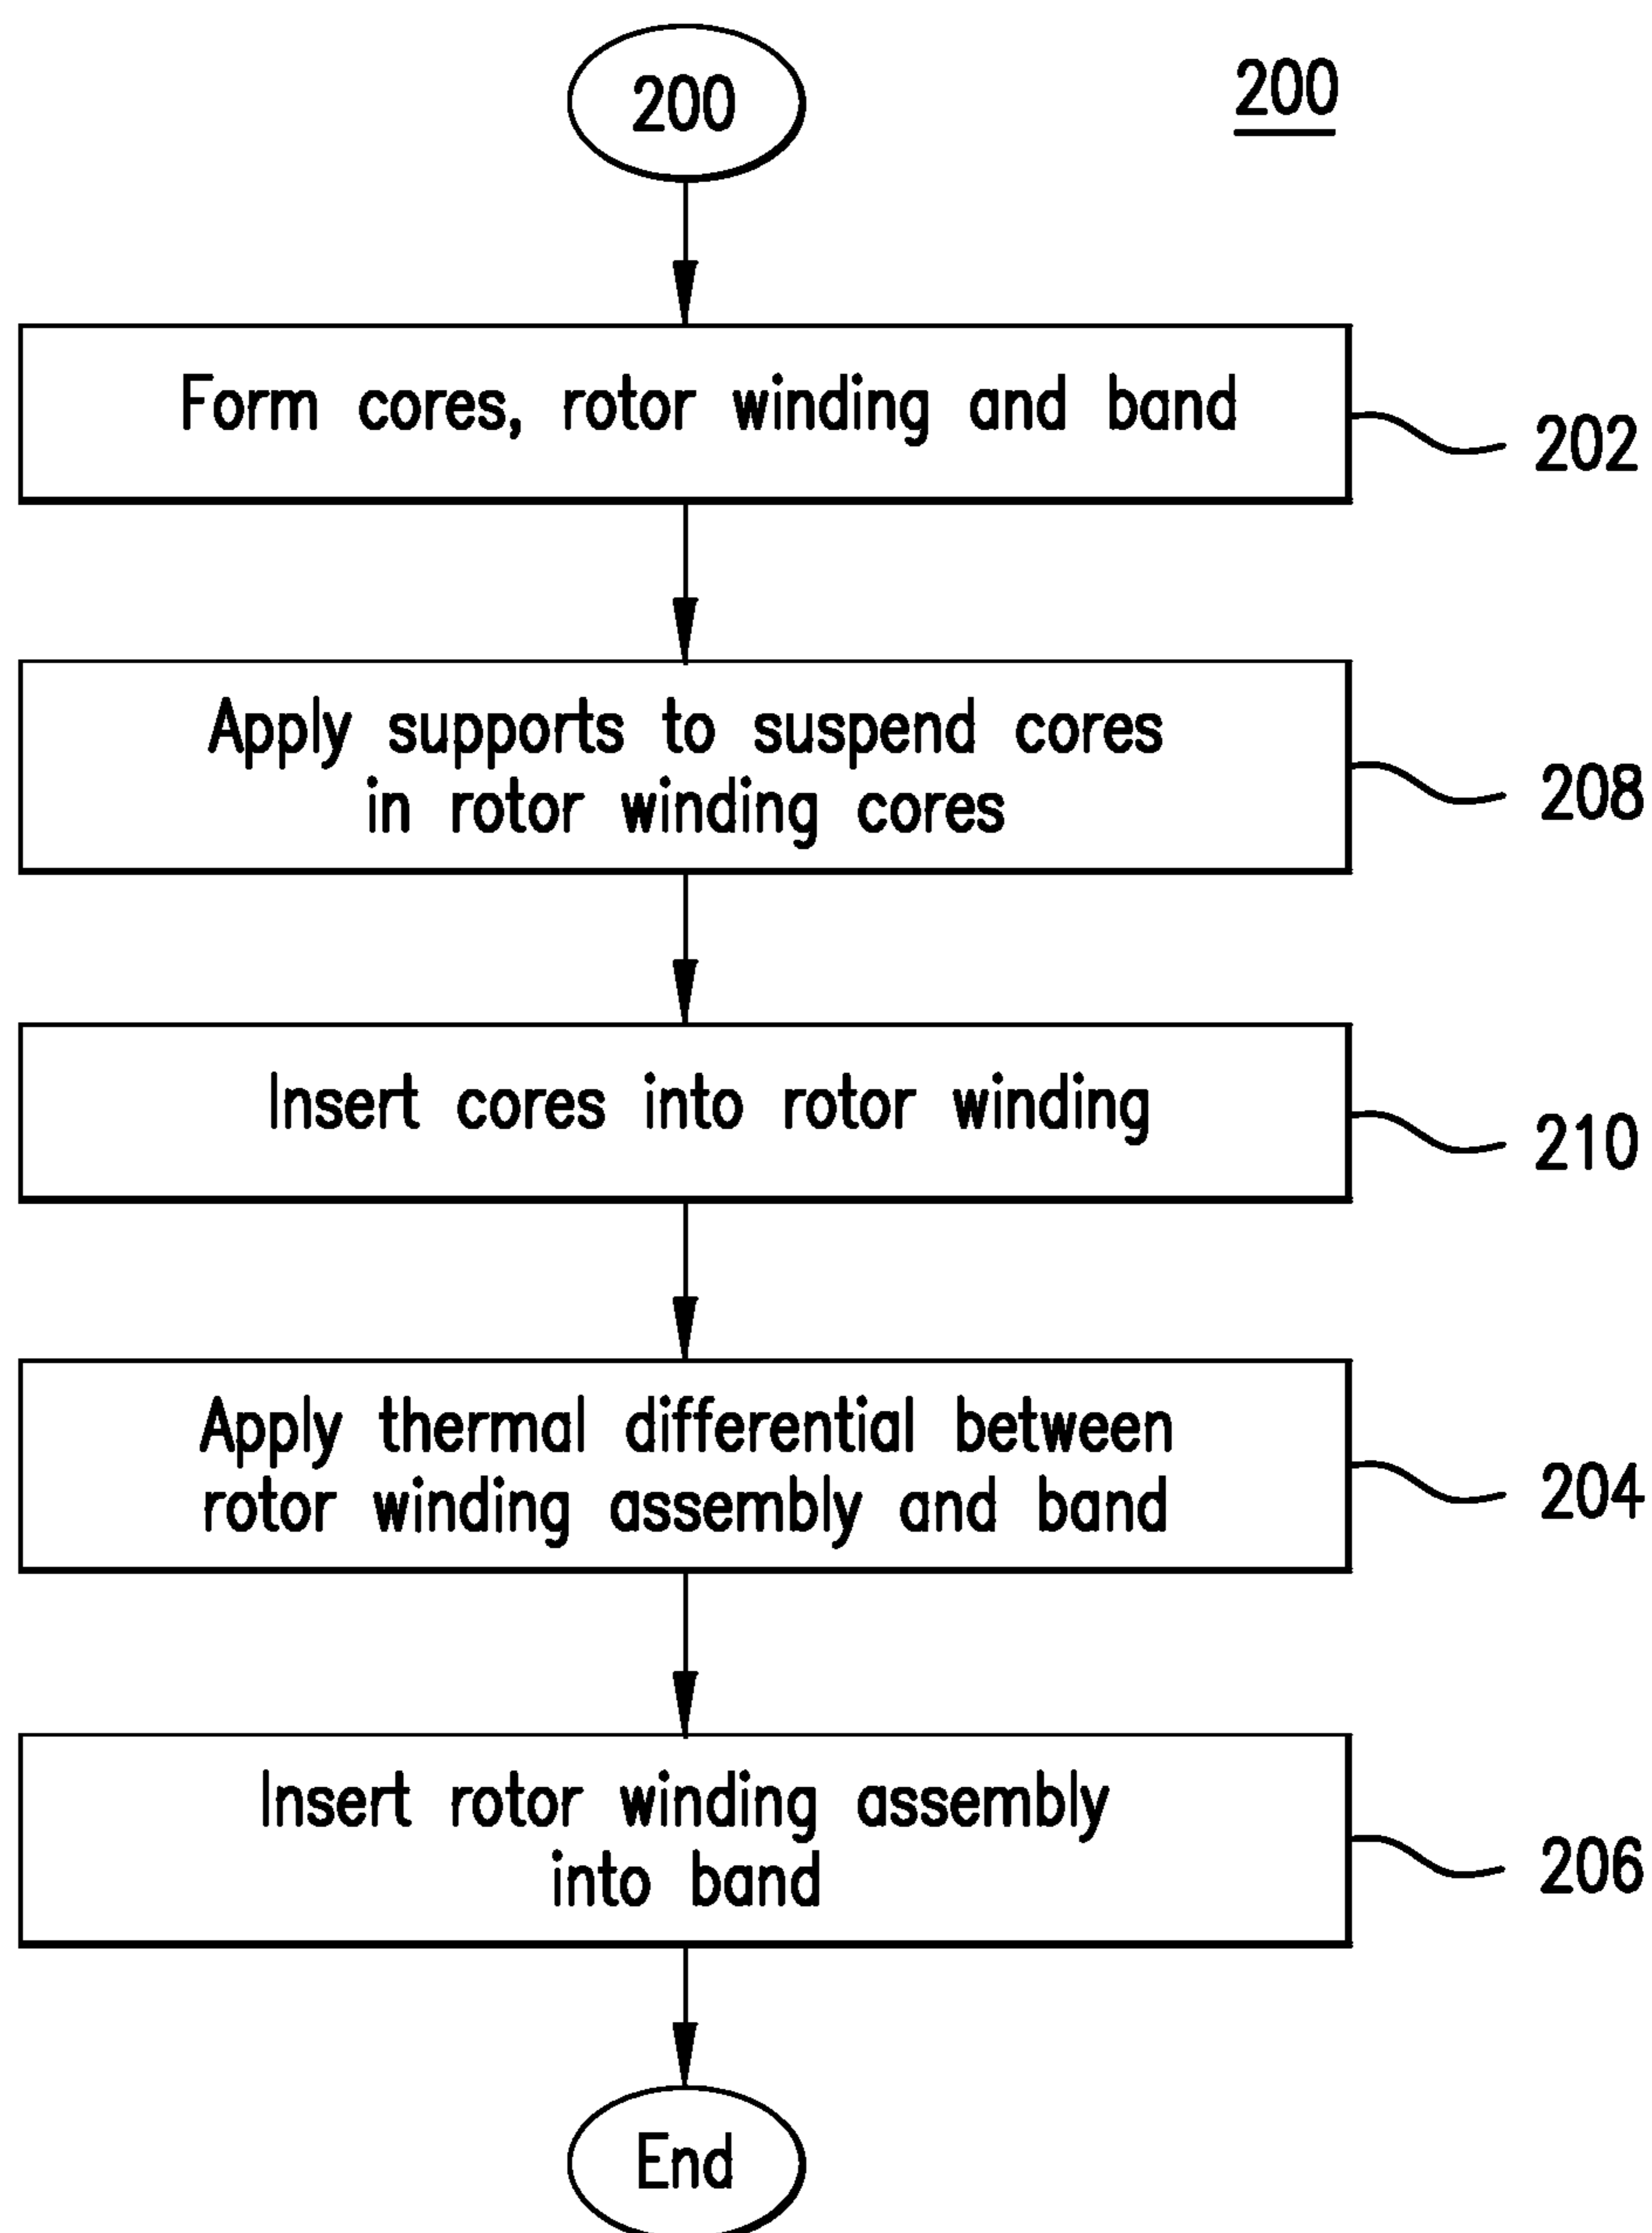 200
200
Form cores, rotor winding and band
202
Apply supports to suspend cores
in rotor winding cores
208
Insert cores into rotor winding
210
Apply thermal differential between
rotor winding assembly and band
204
Insert rotor winding assembly
into band
206
End